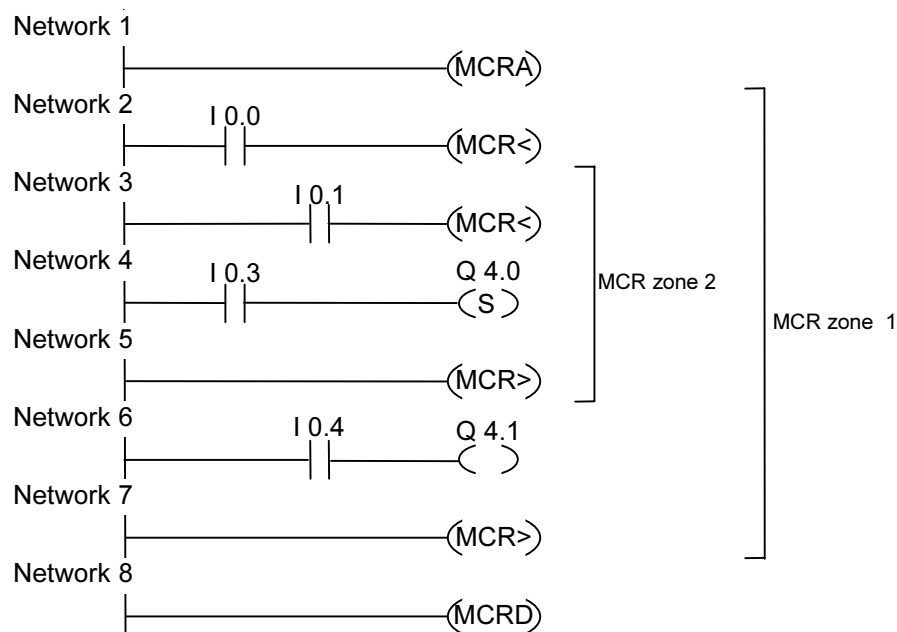 Network 1
(MCRA)
Network 2
I 0.0
(MCR<)
Network 3
I 0.1
(MCR<)
Network 4
I 0.3
Q 4.0
(S)
MCR zone 2
MCR zone 1
Network 5
(MCR>)
Network 6
I 0.4
Q 4.1
( )
Network 7
(MCR>)
Network 8
(MCRD)